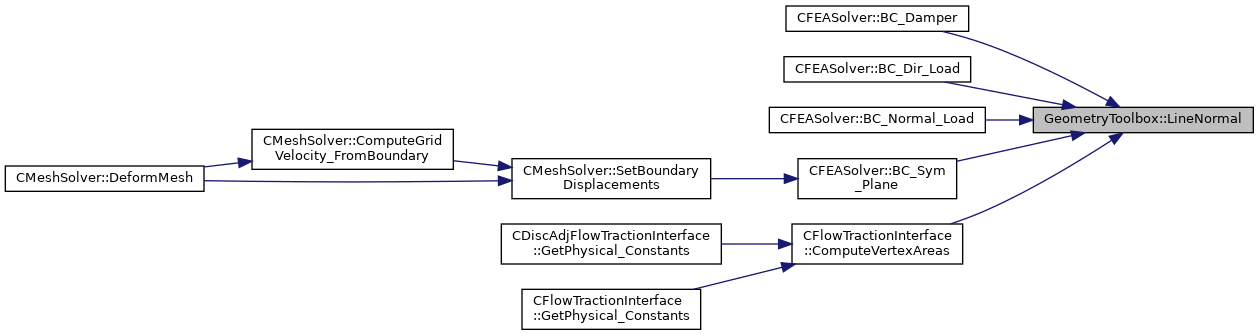 CFEASolver::BC_Damper
CFEASolver::BC_Dir_Load
CFEASolver::BC_Normal_Load
GeometryToolbox::LineNormal
CMeshSolver::ComputeGrid
Velocity_FromBoundary
CMeshSolver::DeformMesh
CMeshSolver::SetBoundary
Displacements
CFEASolver::BC_Sym
_Plane
CDiscAdjFlowTractionInterface
::GetPhysical_Constants
CFlowTractionInterface
::ComputeVertexAreas
CFlowTractionInterface
::GetPhysical_Constants